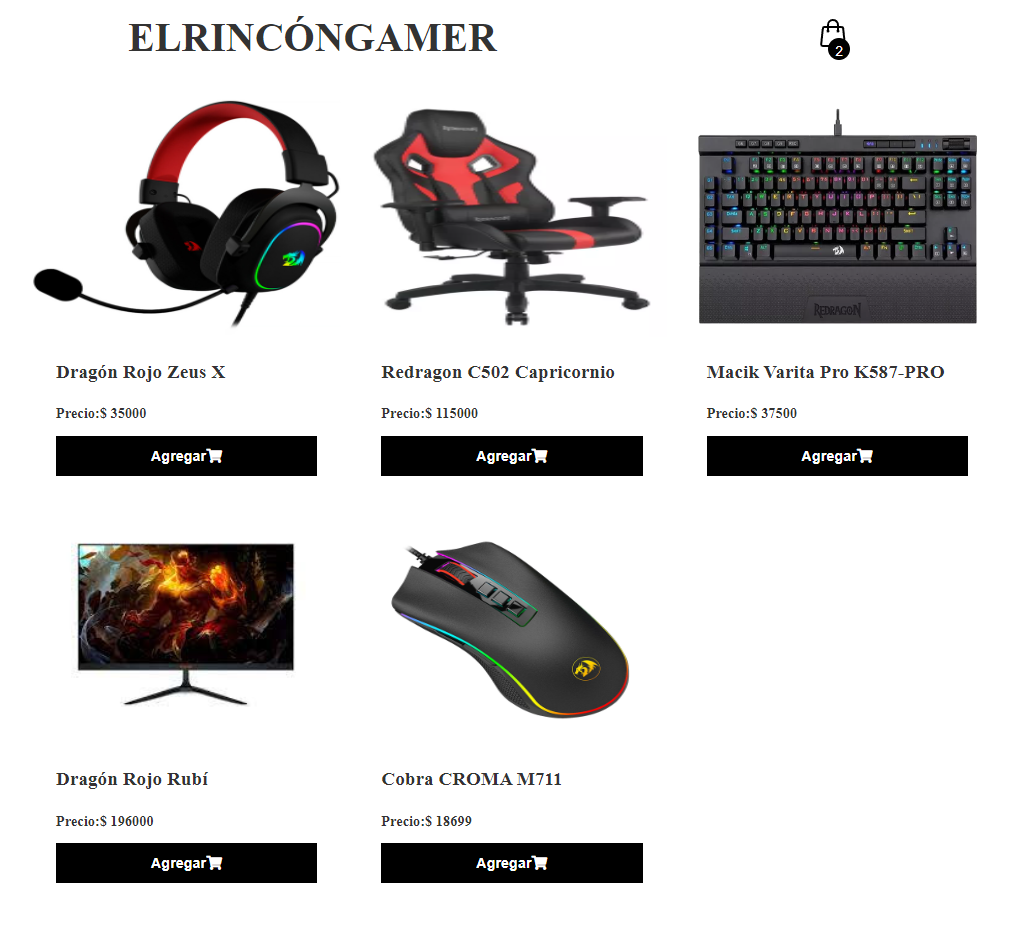 ELRINCÓNGAMER
2
REDRAGON
Dragón Rojo Zeus X
Redragon C502 Capricornio
Macik Varita Pro K587-PRO
Precio:$ 35000
Precio:$ 115000
Precio:$ 37500
Agregar
Agregar
Agregar
Dragón Rojo Rubí
Cobra CROMA M711
Precio:$ 196000
Precio:$ 18699
Agregar
Agregar